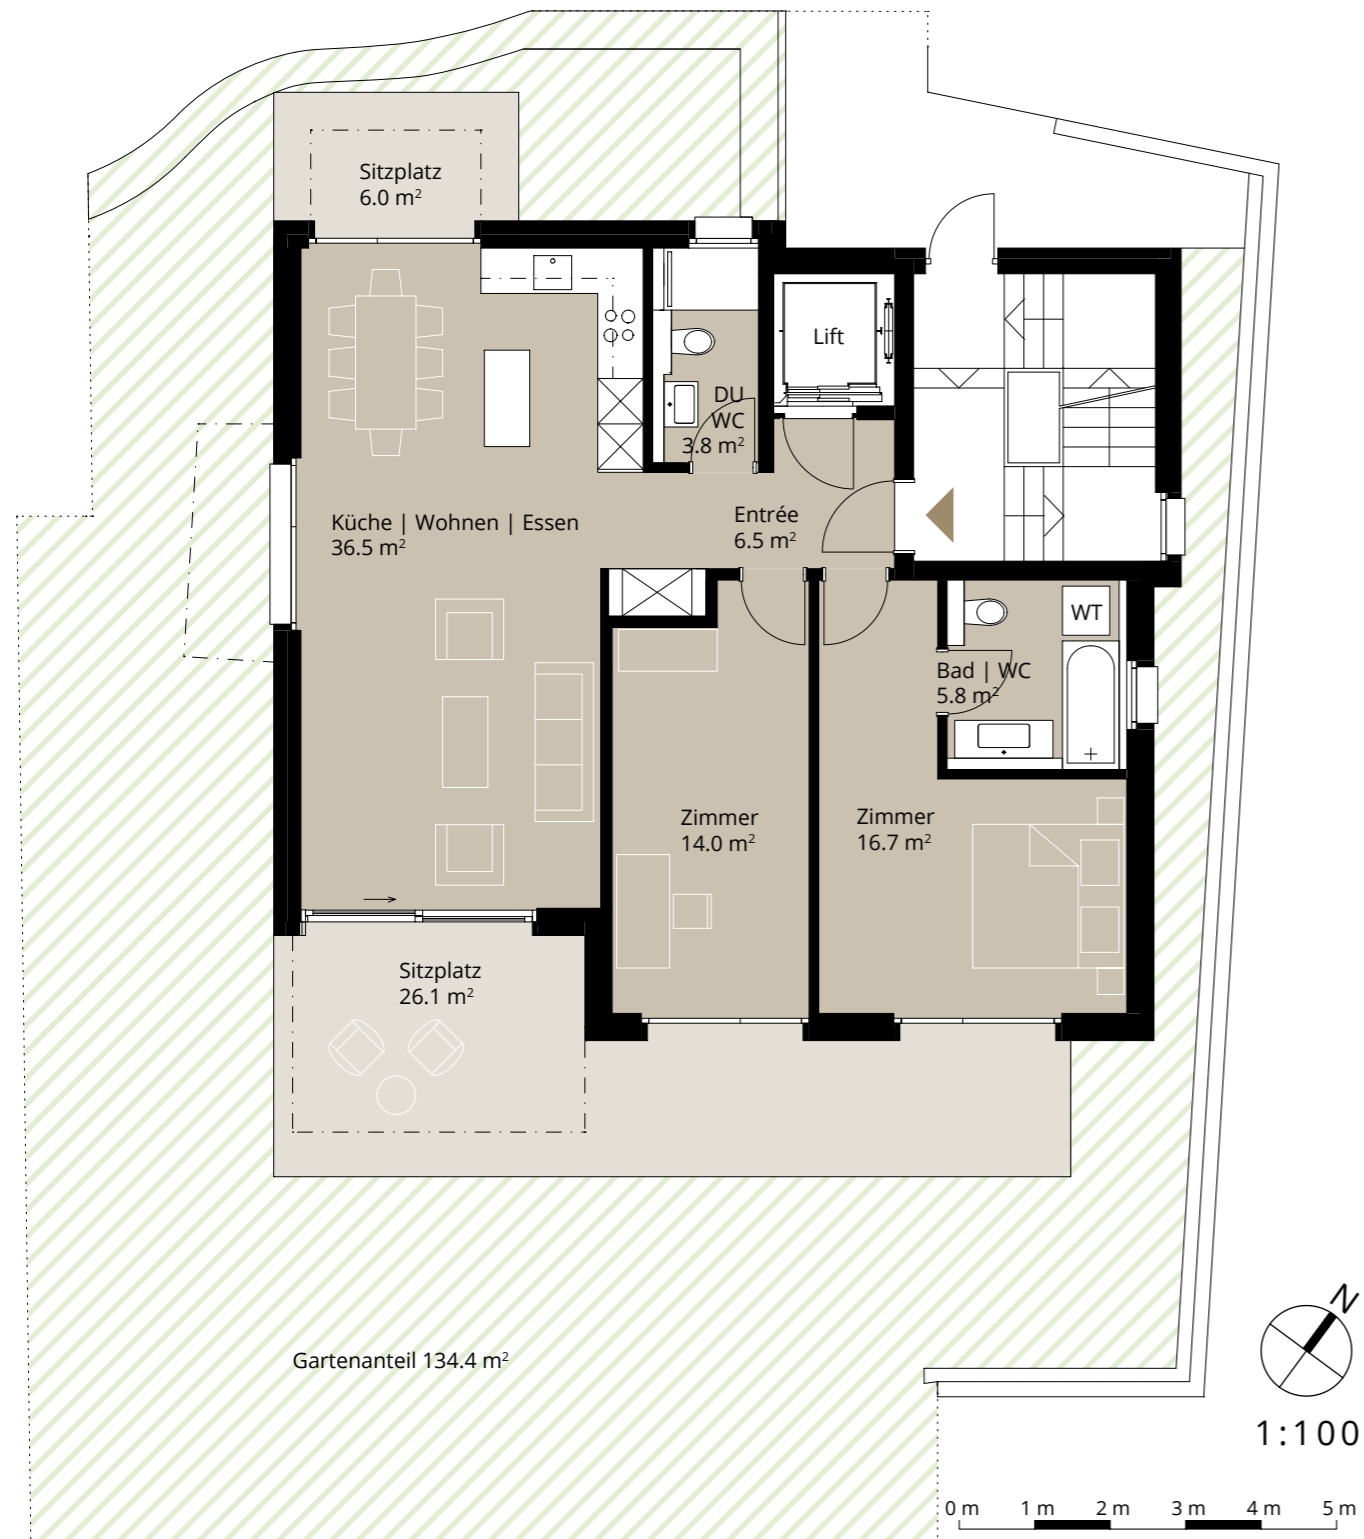 Sitzplatz
6.0 m²
Lift
DU
WC
3.8 m²
Küche | Wohnen | Essen
36.5 m²
Entrée
6.5 m²
WT
Bad | WC
5.8 m²
Zimmer
14.0 m²
Zimmer
16.7 m²
Sitzplatz
26.1 m²
Gartenanteil 134.4 m²
N
1:100
0 m 1 m 2 m 3 m 4 m 5 m